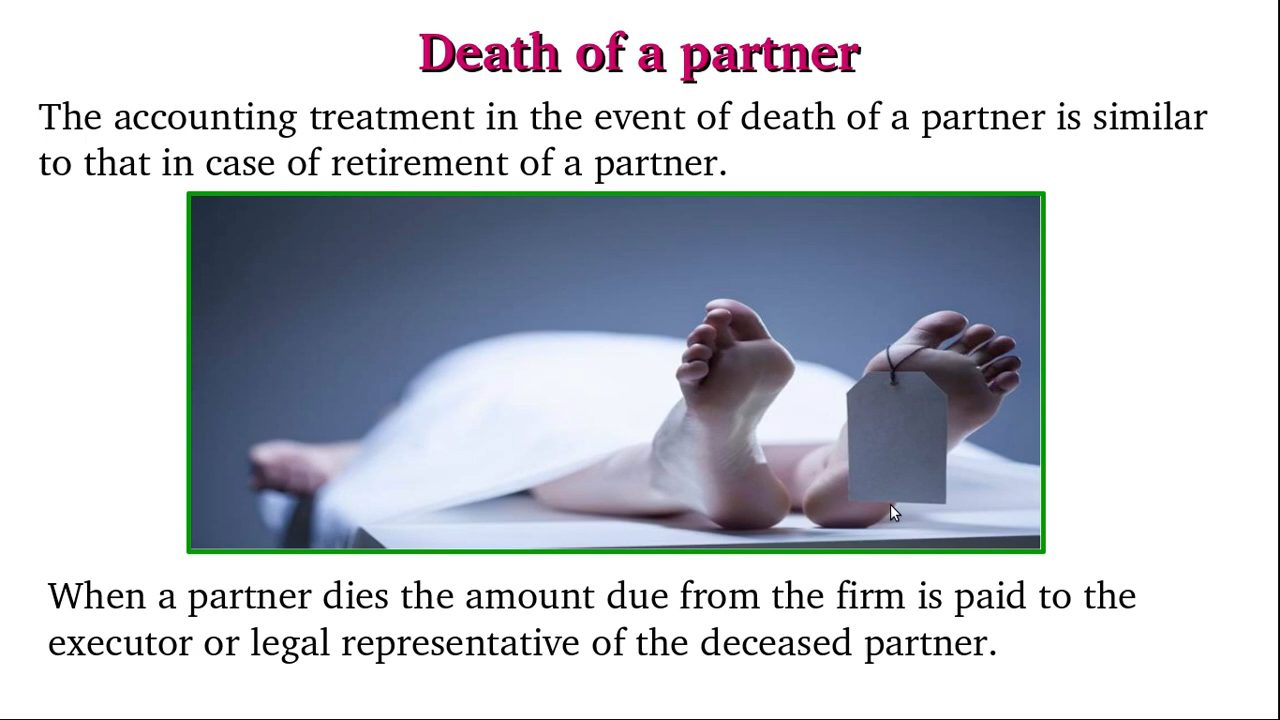 Death of a partner
The accounting treatment in the event of death of a partner is similar
to that in case of retirement of a partner.
When a partner dies the amount due from the firm is paid to the
executor or legal representative of the deceased partner.